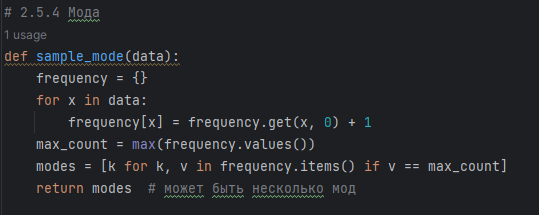 # 2.5.4 Мода
1 usage
def sample_mode(data):
    frequency = {}
    for x in data:
        frequency[x] = frequency.get(x, 0) + 1
    max_count = max(frequency.values())
    modes = [k for k, v in frequency.items() if v == max_count]
    return modes  # может быть несколько мод